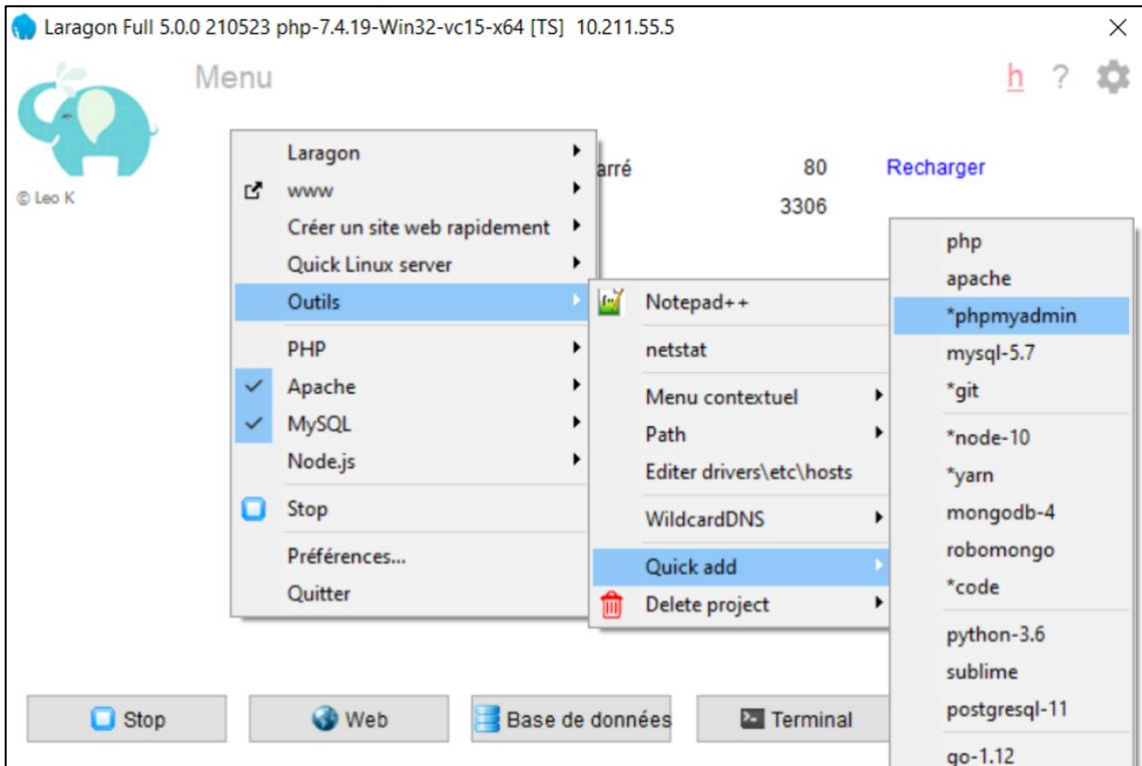 Laragon Full 5.0.0 210523 php-7.4.19-Win32-vc15-x64 [TS] 10.211.55.5
Menu
h ?
© Leo K
arré 80 Recharger
3306
Laragon
www
Créer un site web rapidement
Quick Linux server
Outils
PHP
Apache
MySQL
Node.js
Stop
Préférences...
Quitter
Notepad++
netstat
Menu contextuel
Path
Editer drivers\etc\hosts
WildcardDNS
Quick add
Delete project
php
apache
*phpmyadmin
mysql-5.7
*git
*node-10
*yarn
mongodb-4
robomongo
*code
python-3.6
sublime
postgresql-11
go-1.12
Stop
Web
Base de données
Terminal